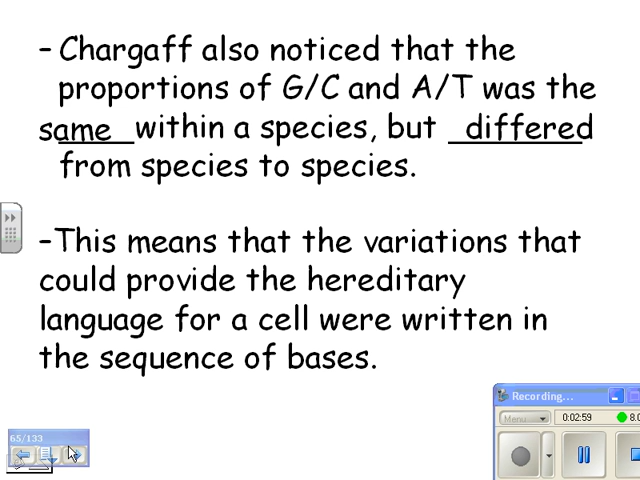 – Chargaff also noticed that the
proportions of G/C and A/T was the
same within a species, but differed
from species to species.
–This means that the variations that
could provide the hereditary
language for a cell were written in
the sequence of bases.
Recording...
Menu
0:02:59
8.0
65/133